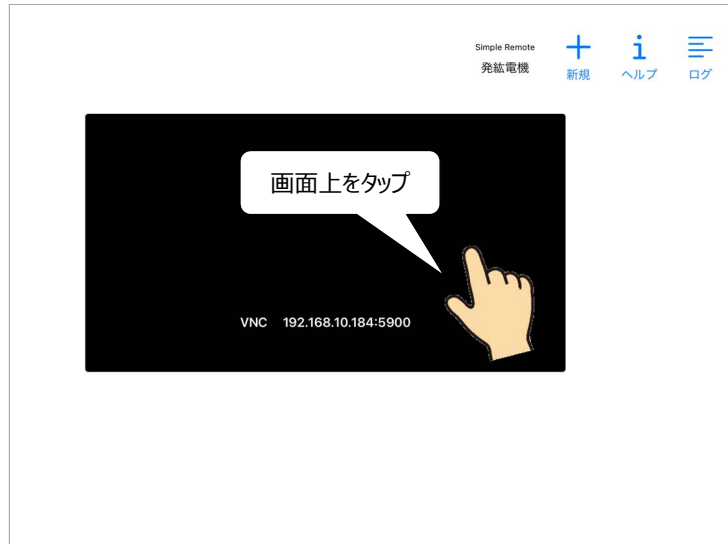 Simple Remote
発紘電機
新規
ヘルプ
ログ
画面上をタップ
VNC 192.168.10.184:5900